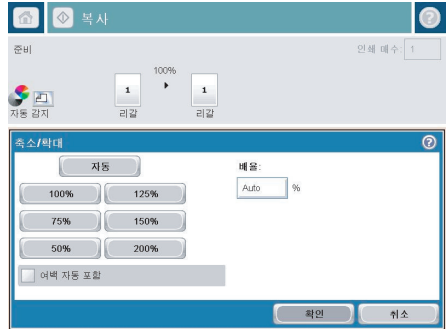 복사
준비
인쇄 매수: 1
100%
1
1
자동 감지
리갈
리갈
축소/확대
자동
배율:
100%
125%
Auto %
75%
150%
50%
200%
여백 자동 포함
확인
취소